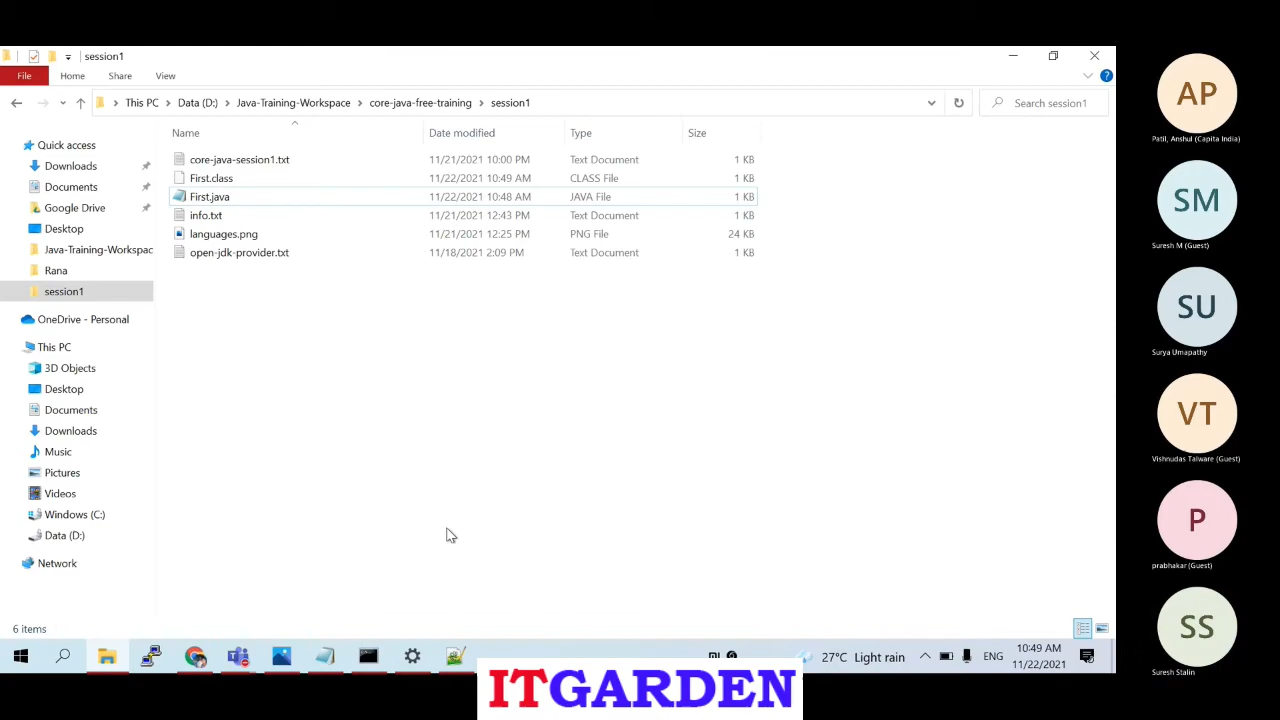 session1
File Home Share View
This PC Data (D:) Java-Training-Workspace core-java-free-training session1
Search session1
Name Date modified Type Size
core-java-session1.txt 11/21/2021 10:00 PM Text Document 1 KB
First.class 11/22/2021 10:49 AM CLASS File 1 KB
First.java 11/22/2021 10:48 AM JAVA File 1 KB
info.txt 11/21/2021 12:43 PM Text Document 1 KB
languages.png 11/21/2021 12:25 PM PNG File 24 KB
open-jdk-provider.txt 11/18/2021 2:09 PM Text Document 1 KB
Quick access
Downloads
Documents
Google Drive
Desktop
Java-Training-Workspac
Rana
session1
OneDrive - Personal
This PC
3D Objects
Desktop
Documents
Downloads
Music
Pictures
Videos
Windows (C:)
Data (D:)
Network
6 items
27°C Light rain
ENG
10:49 AM
11/22/2021
ITGARDEN
AP
Patil, Anshul (Capita India)
SM
Suresh M (Guest)
SU
Surya Umapathy
VT
Vishnudas Talware (Guest)
P
prabhakar (Guest)
SS
Suresh Stalin